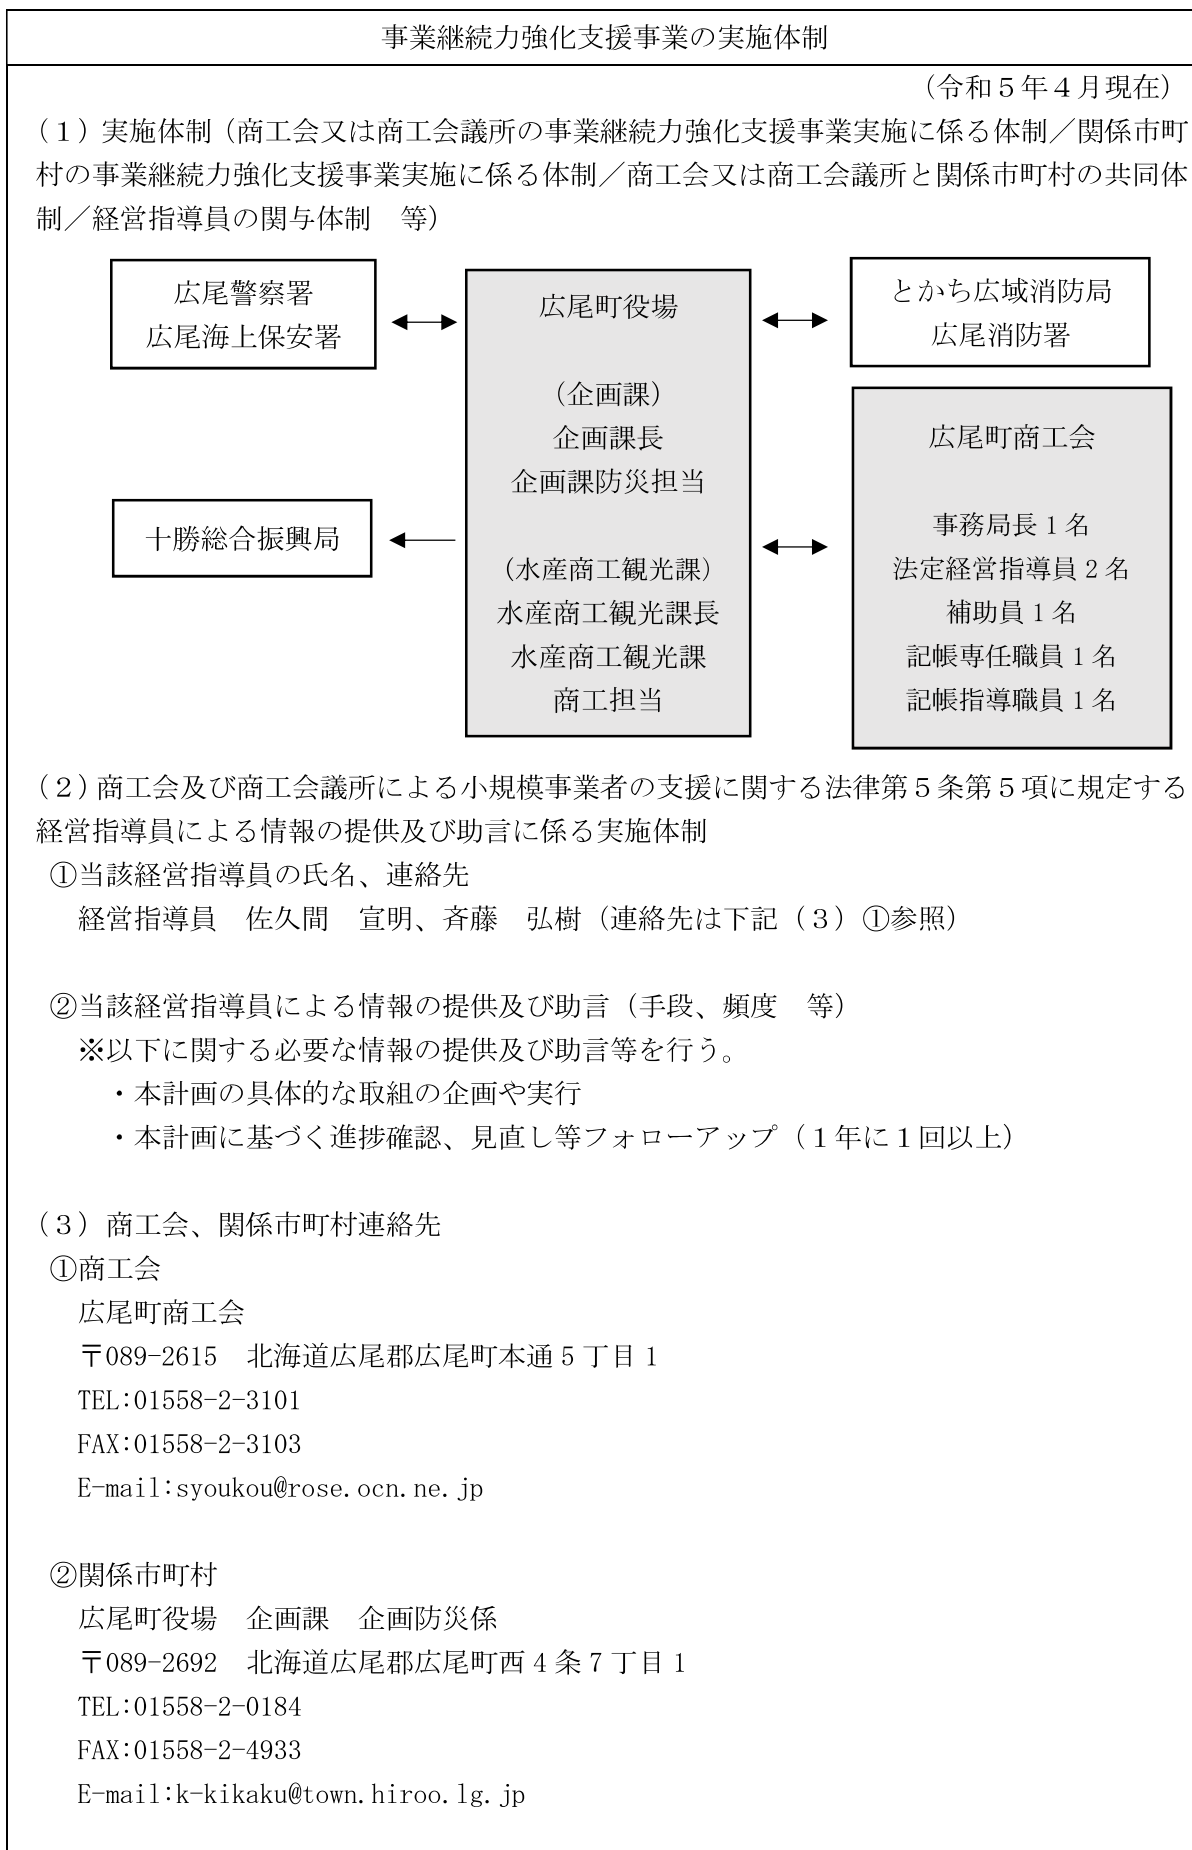 事業継続力強化支援事業の実施体制
(令和5年4月現在)
(1)実施体制(商工会又は商工会議所の事業継続力強化支援事業実施に係る体制/関係市町
村の事業継続力強化支援事業実施に係る体制/商工会又は商工会議所と関係市町村の共同体
制/経営指導員の関与体制 等)
広尾警察署
広尾海上保安署
十勝総合振興局
広尾町役場
(企画課)
企画課長
企画課防災担当
(水産商工観光課)
水産商工観光課長
水産商工観光課
商工担当
とかち広域消防局
広尾消防署
広尾町商工会
事務局長1名
法定経営指導員2名
補助員1名
記帳専任職員1名
記帳指導職員1名
(2)商工会及び商工会議所による小規模事業者の支援に関する法律第5条第5項に規定する
経営指導員による情報の提供及び助言に係る実施体制
①当該経営指導員の氏名、連絡先
経営指導員 佐久間 宣明、斉藤 弘樹(連絡先は下記(3)①参照)
②当該経営指導員による情報の提供及び助言(手段、頻度 等)
※以下に関する必要な情報の提供及び助言等を行う。
・本計画の具体的な取組の企画や実行
・本計画に基づく進捗確認、見直し等フォローアップ(1年に1回以上)
(3)商工会、関係市町村連絡先
①商工会
広尾町商工会
〒089-2615 北海道広尾郡広尾町本通5丁目1
TEL:01558-2-3101
FAX:01558-2-3103
E-mail:syoukou@rose.ocn.ne.jp
②関係市町村
広尾町役場 企画課 企画防災係
〒089-2692 北海道広尾郡広尾町西4条7丁目1
TEL:01558-2-0184
FAX:01558-2-4933
E-mail:k-kikaku@town.hiroo.lg.jp